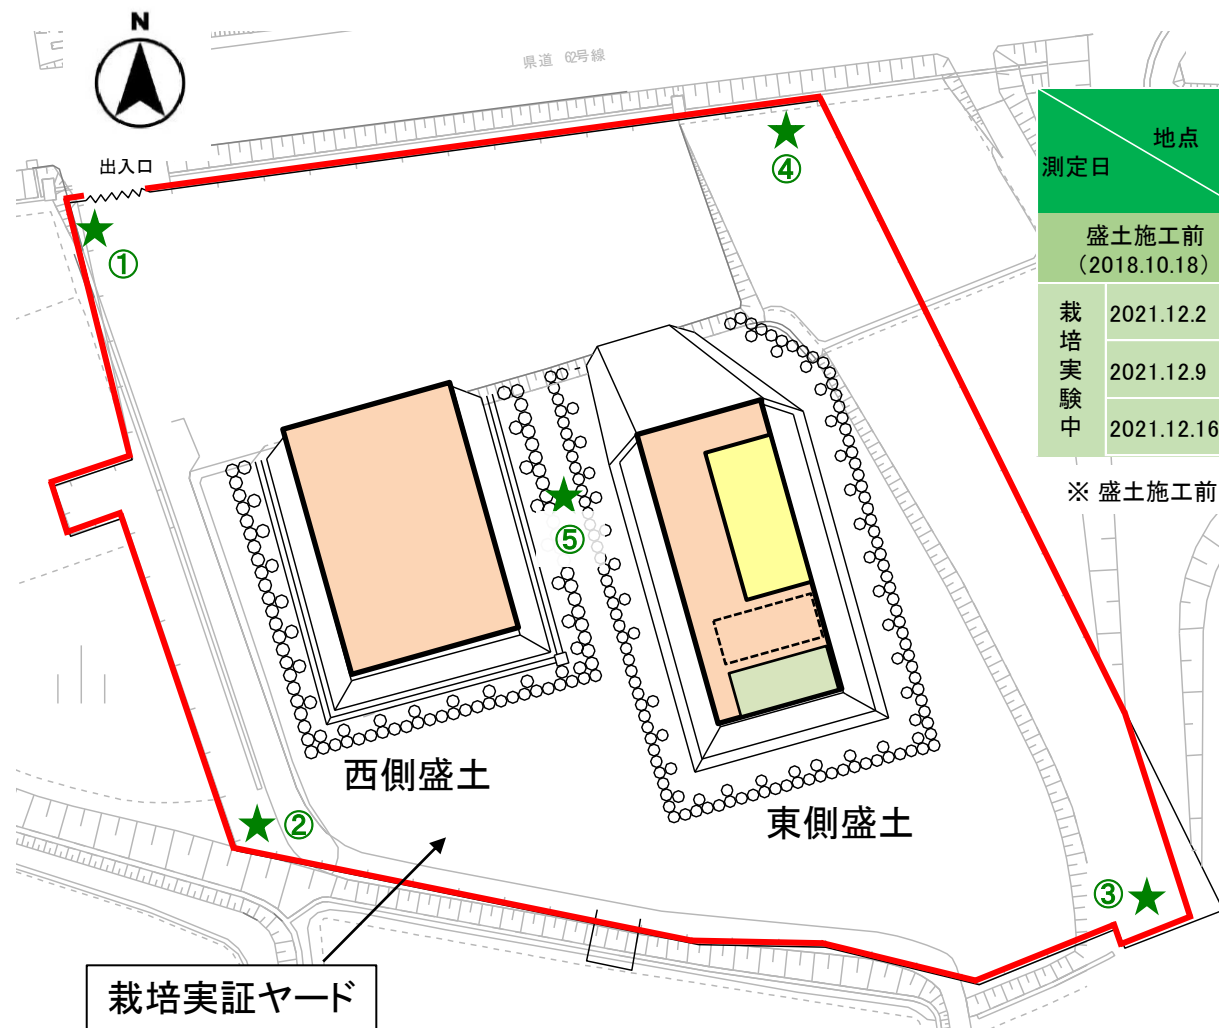 N
県道 62号線
出入口
①
④
地点
測定日
盛土施工前
（2018.10.18）
栽培実験中
2021.12.2
2021.12.9
2021.12.16
※ 盛土施工前
⑤
西側盛土
東側盛土
②
③
栽培実証ヤード